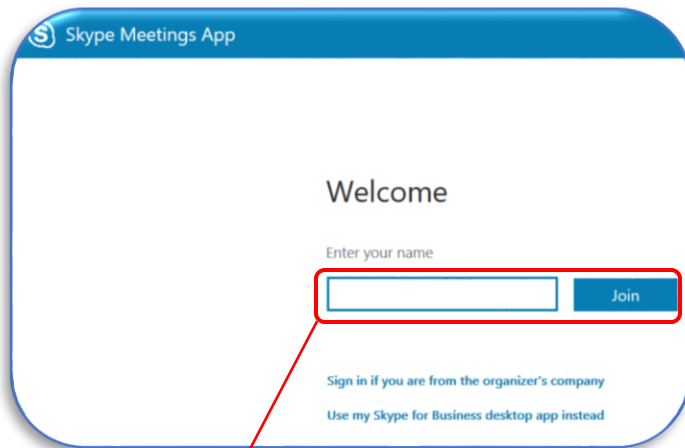 Skype Meetings App
Welcome
Enter your name
Join
Sign in if you are from the organizer's company
Use my Skype for Business desktop app instead